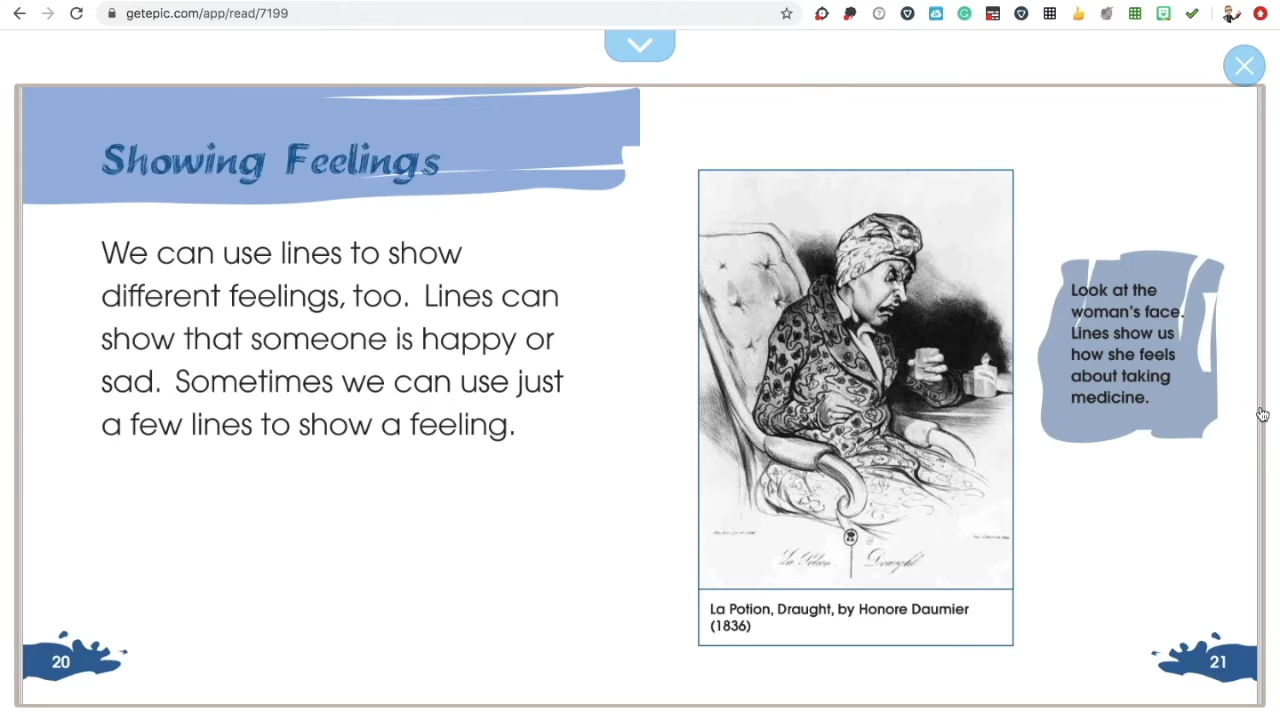 getepic.com/app/read/7199
Showing Feelings
We can use lines to show
different feelings, too. Lines can
show that someone is happy or
sad. Sometimes we can use just
a few lines to show a feeling.
La Potion. Draught
La Potion, Draught, by Honore Daumier
(1836)
Look at the
woman's face.
Lines show us
how she feels
about taking
medicine.
20
21